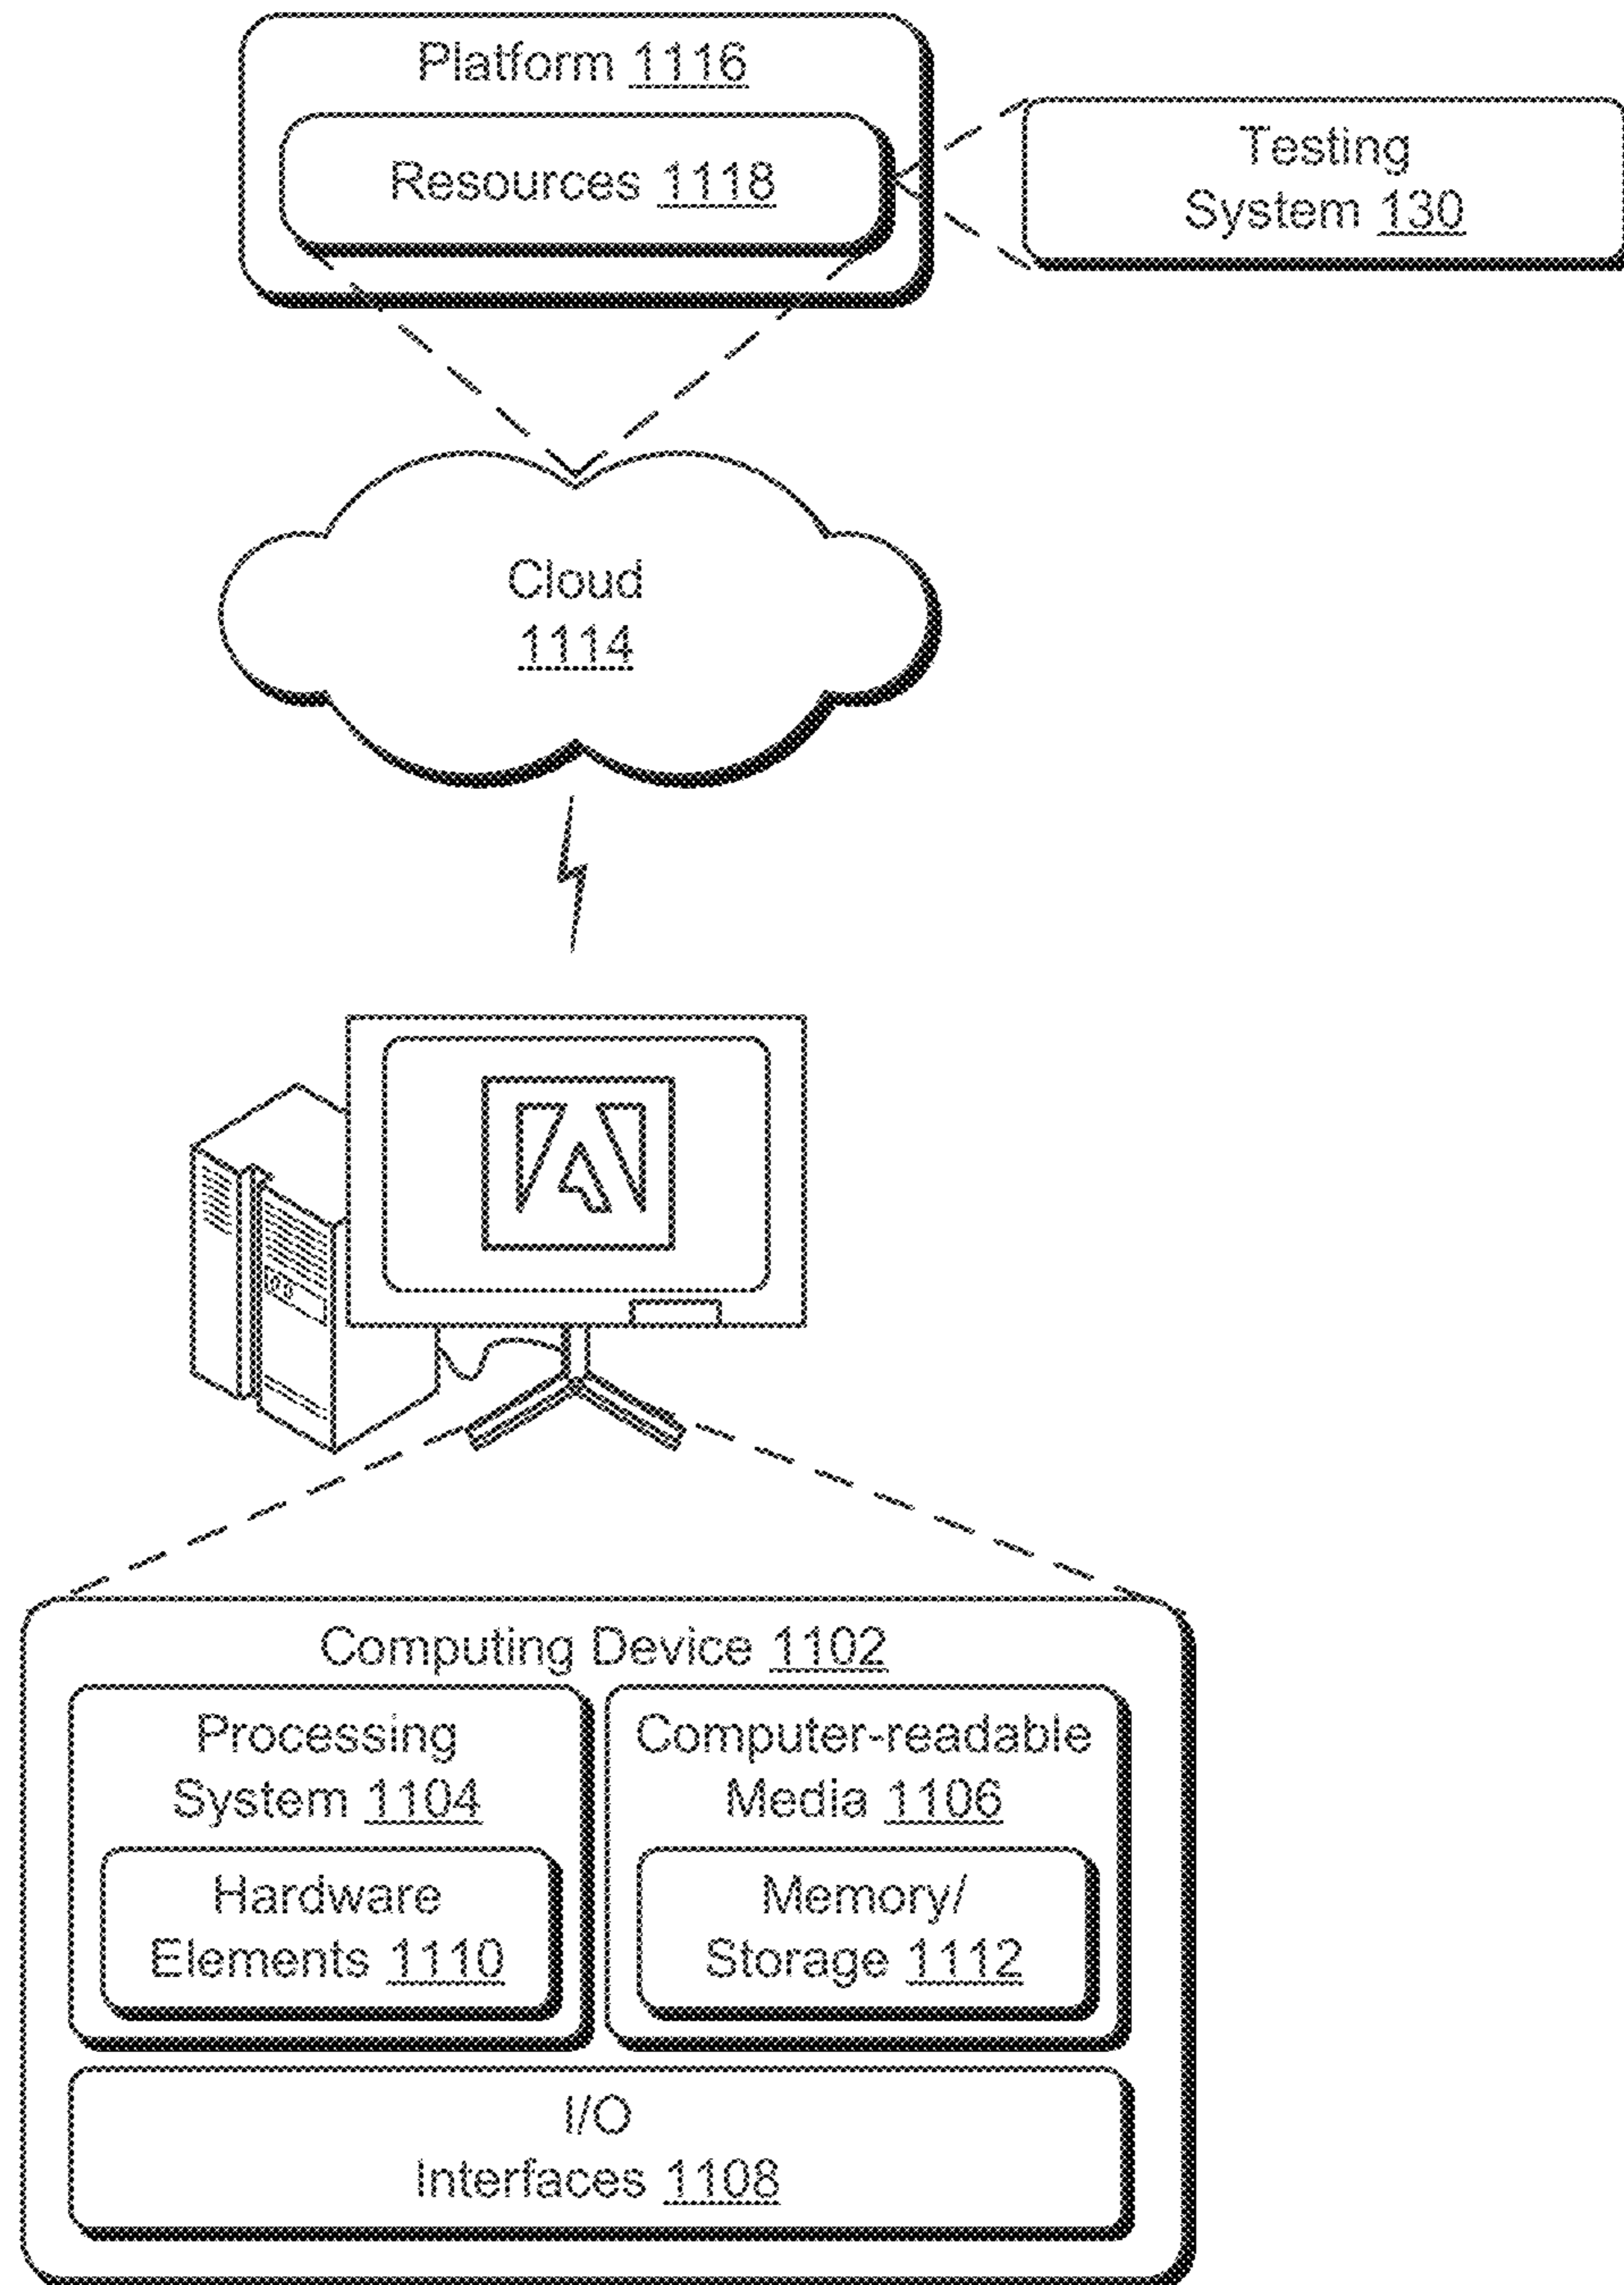 Platform 1116
Resources 1118
Testing
System 130
Cloud
1114
Computing Device 1102
Processing
System 1104
Hardware
Elements 1110
Computer-readable
Media 1106
Memory/
Storage 1112
I/O
Interfaces 1108